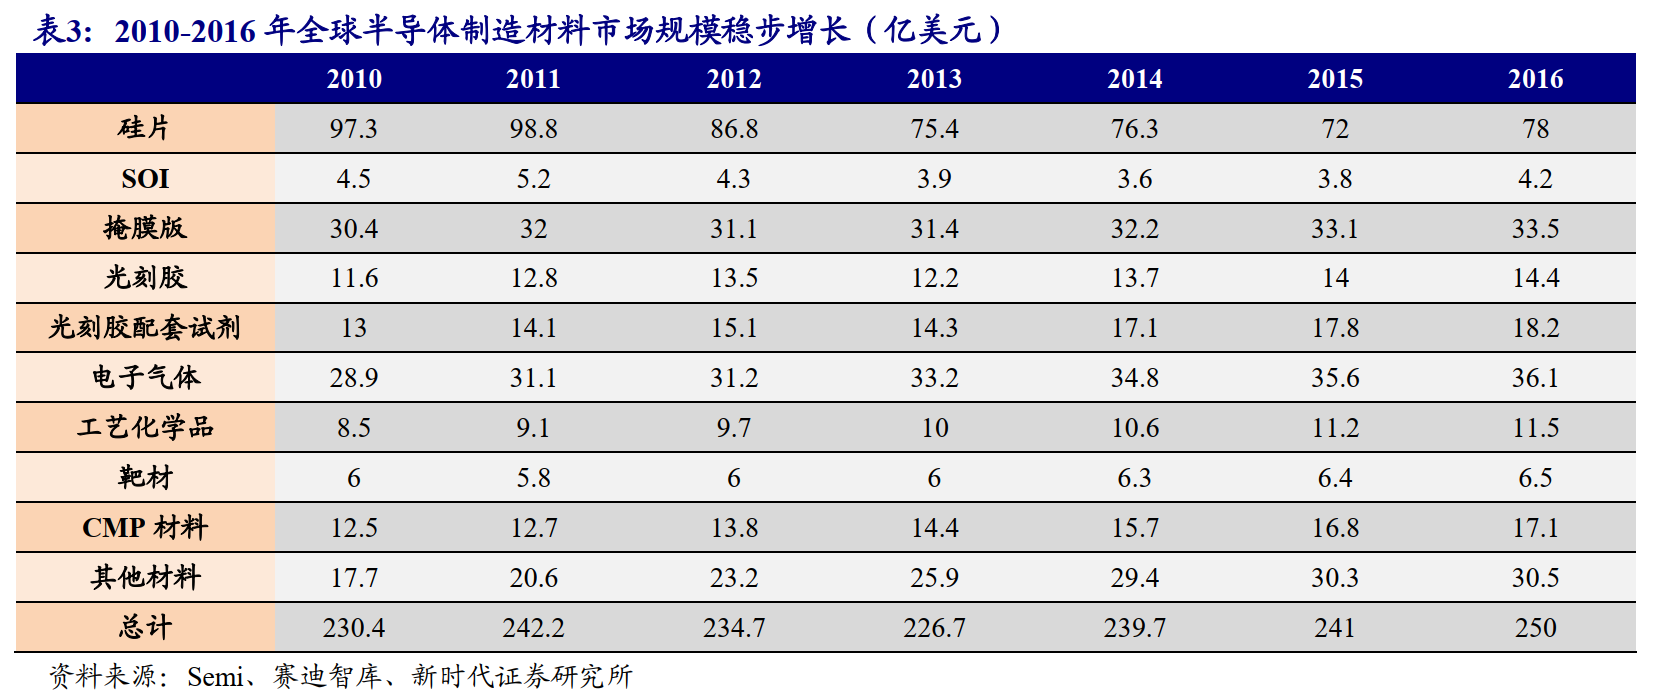 表3：2010-2016 年全球半导体制造材料市场规模稳步增长（亿美元）
2010 2011 2012 2013 2014 2015 2016
硅片 97.3 98.8 86.8 75.4 76.3 72 78
SOI 4.5 5.2 4.3 3.9 3.6 3.8 4.2
掩膜版 30.4 32 31.1 31.4 32.2 33.1 33.5
光刻胶 11.6 12.8 13.5 12.2 13.7 14 14.4
光刻胶配套试剂 13 14.1 15.1 14.3 17.1 17.8 18.2
电子气体 28.9 31.1 31.2 33.2 34.8 35.6 36.1
工艺化学品 8.5 9.1 9.7 10 10.6 11.2 11.5
靶材 6 5.8 6 6 6.3 6.4 6.5
CMP 材料 12.5 12.7 13.8 14.4 15.7 16.8 17.1
其他材料 17.7 20.6 23.2 25.9 29.4 30.3 30.5
总计 230.4 242.2 234.7 226.7 239.7 241 250
资料来源：Semi、赛迪智库、新时代证券研究所